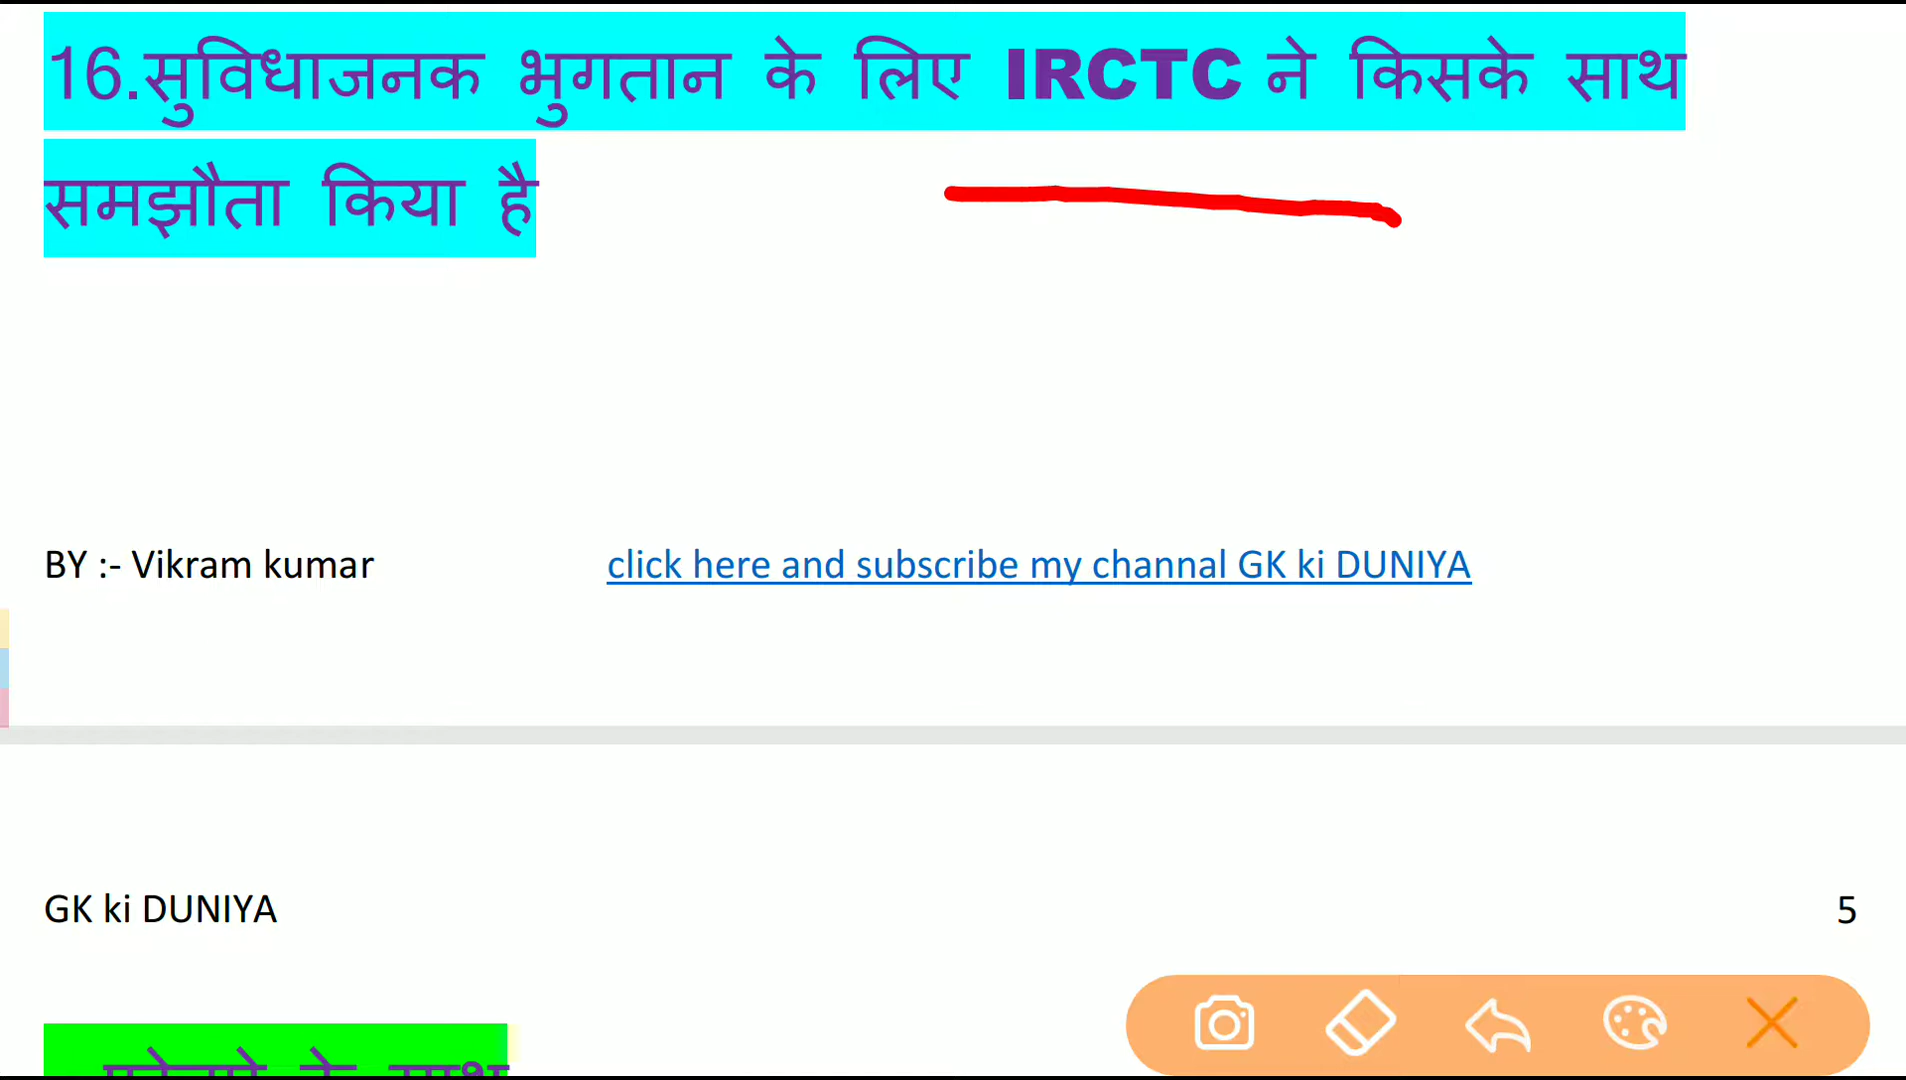 16.सुविधाजनक भुगतान के लिए IRCTC ने किसके साथ
समझौता किया है
BY :- Vikram kumar click here and subscribe my channal GK ki DUNIYA
GK ki DUNIYA 5
के साथ